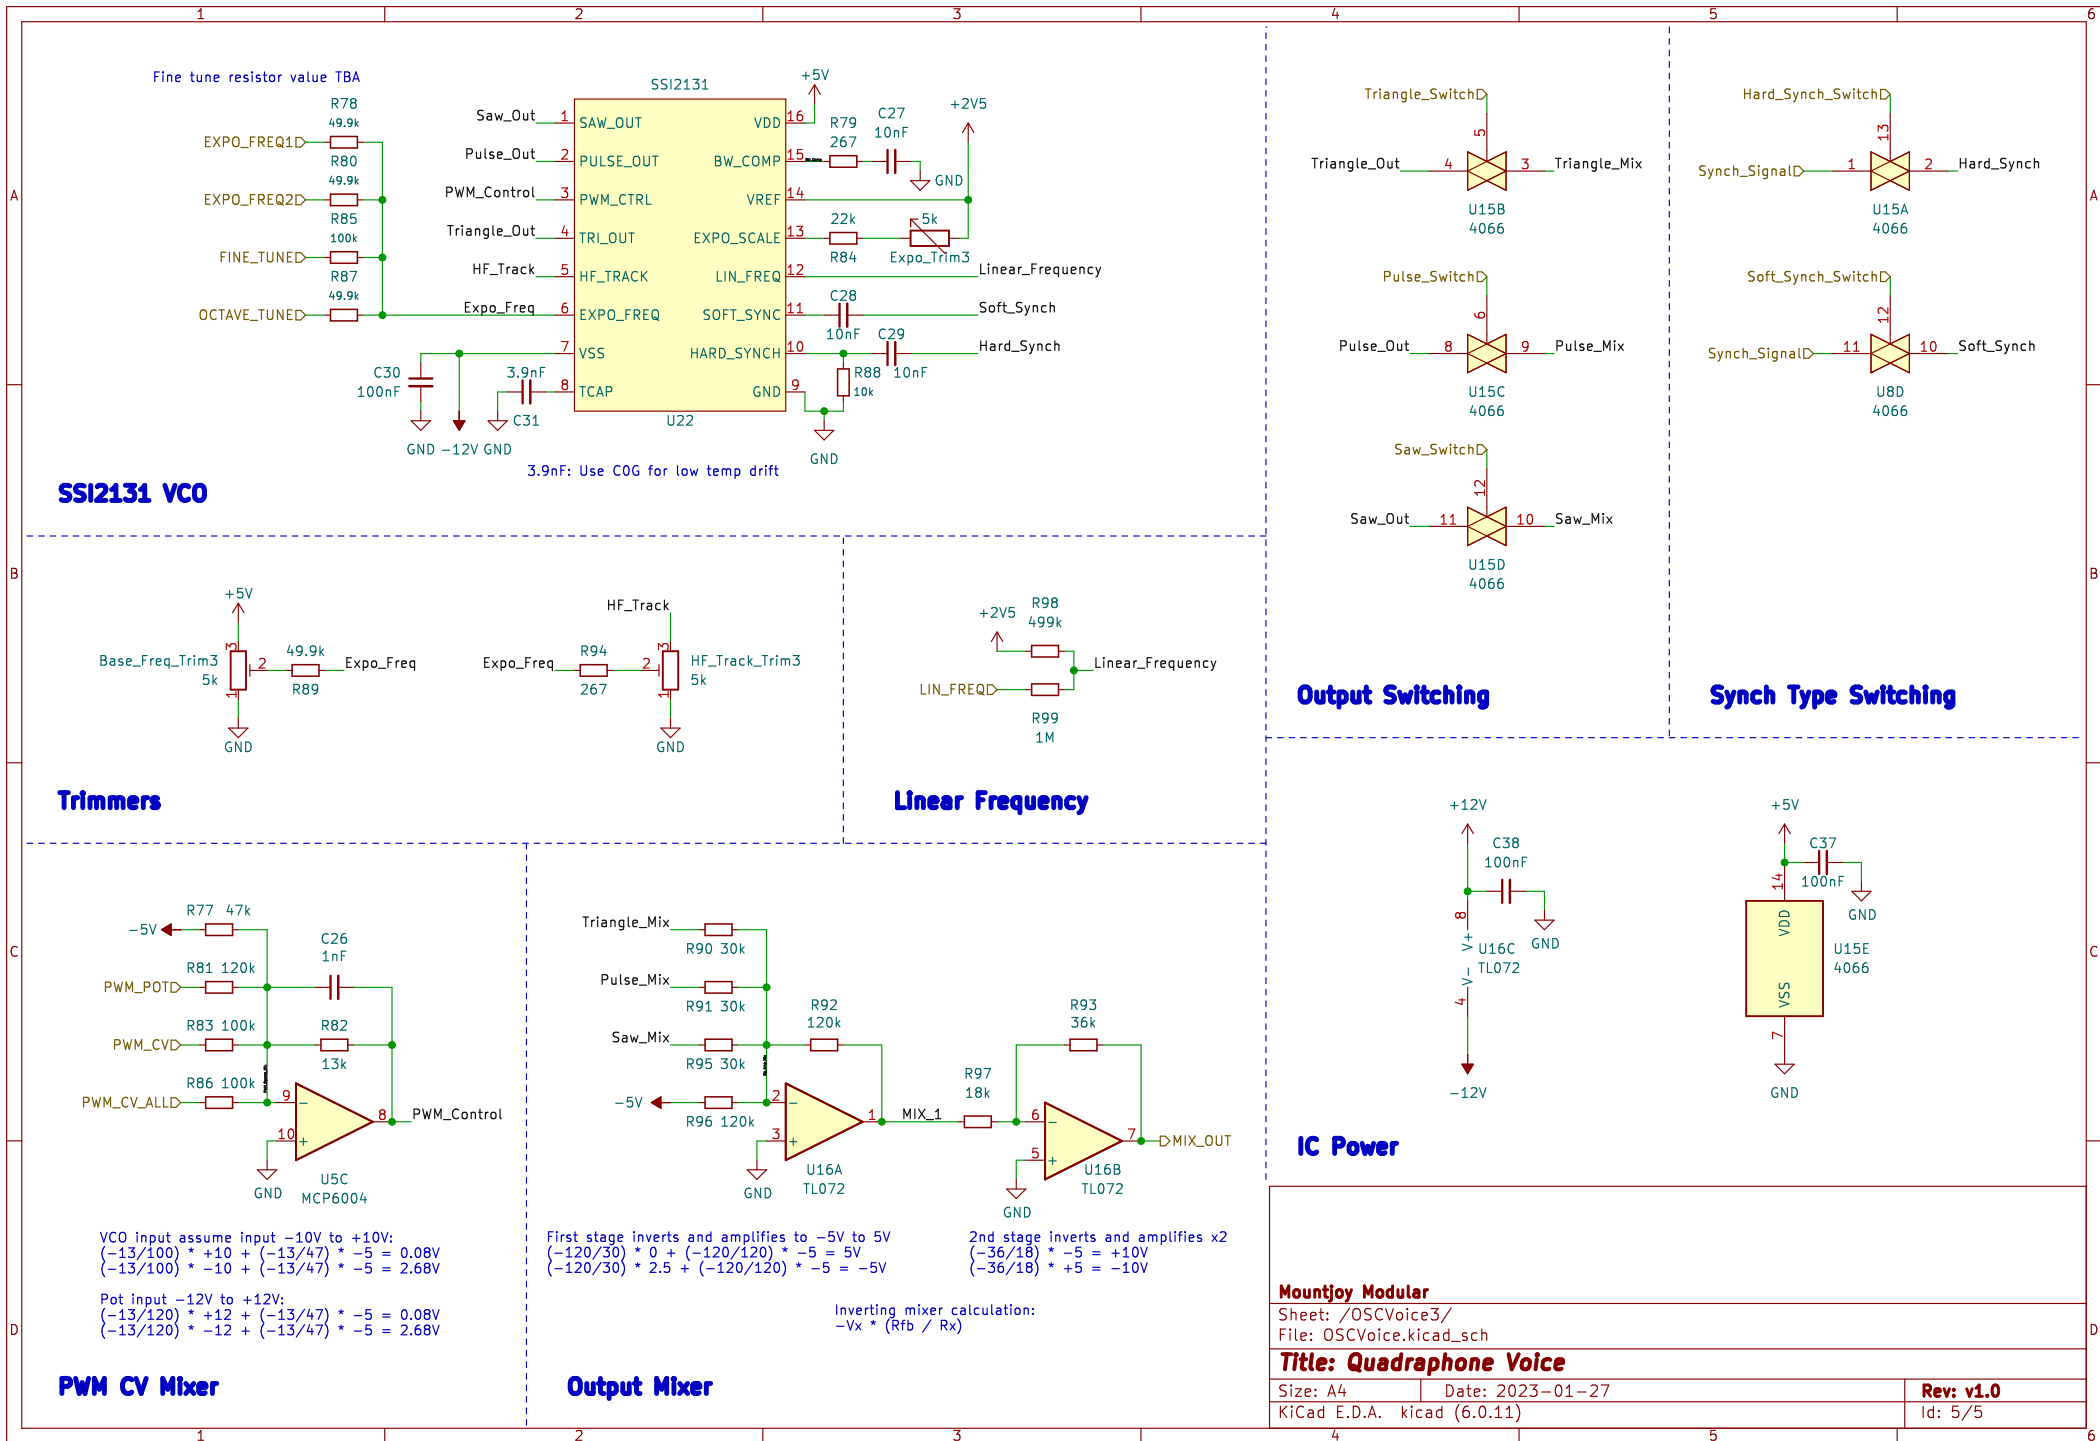 1 2 3 4 5 6
A
B
C
D
Fine tune resistor value TBA
EXPO_FREQ1
R78
49.9k
EXPO_FREQ2
R80
49.9k
FINE_TUNE
R85
100k
OCTAVE_TUNE
R87
49.9k
SSI2131
Saw_Out 1 SAW_OUT
Pulse_Out 2 PULSE_OUT
PWM_Control 3 PWM_CTRL
Triangle_Out 4 TRI_OUT
HF_Track 5 HF_TRACK
Expo_Freq 6 EXPO_FREQ
7 VSS
8 TCAP
VDD 16 +5V
BW_COMP 15
VREF 14
EXPO_SCALE 13
LIN_FREQ 12 Linear_Frequency
SOFT_SYNC 11 Soft_Synch
HARD_SYNCH 10 Hard_Synch
GND 9
U22
R79
267
C27
10nF
GND
+2V5
22k
R84
5k
Expo_Trim3
C28
10nF
C29
10nF
R88
10k
GND
C30
100nF
GND
-12V
GND
3.9nF
C31
3.9nF: Use C0G for low temp drift
SSI2131 VCO
Triangle_Switch
5
Triangle_Out 4 3 Triangle_Mix
U15B
4066
Pulse_Switch
6
Pulse_Out 8 9 Pulse_Mix
U15C
4066
Saw_Switch
12
Saw_Out 11 10 Saw_Mix
U15D
4066
Output Switching
Hard_Synch_Switch
13
Synch_Signal 1 2 Hard_Synch
U15A
4066
Soft_Synch_Switch
12
Synch_Signal 11 10 Soft_Synch
U8D
4066
Synch Type Switching
+5V
3
Base_Freq_Trim3
5k
2
1
49.9k
R89
Expo_Freq
GND
HF_Track
3
Expo_Freq
R94
267
2
HF_Track_Trim3
5k
1
GND
Trimmers
+2V5
R98
499k
Linear_Frequency
LIN_FREQ
R99
1M
Linear Frequency
-5V
R77 47k
PWM_POT
R81 120k
C26
1nF
PWM_CV
R83 100k
R82
13k
PWM_CV_ALL
R86 100k
9
-
10
+
8
PWM_Control
GND
U5C
MCP6004
VCO input assume input -10V to +10V:
(-13/100) * +10 + (-13/47) * -5 = 0.08V
(-13/100) * -10 + (-13/47) * -5 = 2.68V
Pot input -12V to +12V:
(-13/120) * +12 + (-13/47) * -5 = 0.08V
(-13/120) * -12 + (-13/47) * -5 = 2.68V
PWM CV Mixer
Triangle_Mix
R90 30k
Pulse_Mix
R91 30k
Saw_Mix
R95 30k
-5V
R96 120k
R92
120k
2
-
3
+
1
GND
U16A
TL072
MIX_1
R97
18k
R93
36k
6
-
5
+
7
MIX_OUT
U16B
TL072
GND
First stage inverts and amplifies to -5V to 5V
(-120/30) * 0 + (-120/120) * -5 = 5V
(-120/30) * 2.5 + (-120/120) * -5 = -5V
2nd stage inverts and amplifies x2
(-36/18) * -5 = +10V
(-36/18) * +5 = -10V
Inverting mixer calculation:
-Vx * (Rfb / Rx)
Output Mixer
+12V
C38
100nF
GND
8
V+
U16C
TL072
V-
4
-12V
+5V
C37
100nF
GND
14
VDD
U15E
4066
VSS
7
GND
IC Power
Mountjoy Modular
Sheet: /OSCVoice3/
File: OSCVoice.kicad_sch
Title: Quadraphone Voice
Size: A4 Date: 2023-01-27 Rev: v1.0
KiCad E.D.A. kicad (6.0.11) Id: 5/5
A
B
C
D
1 2 3 4 5 6